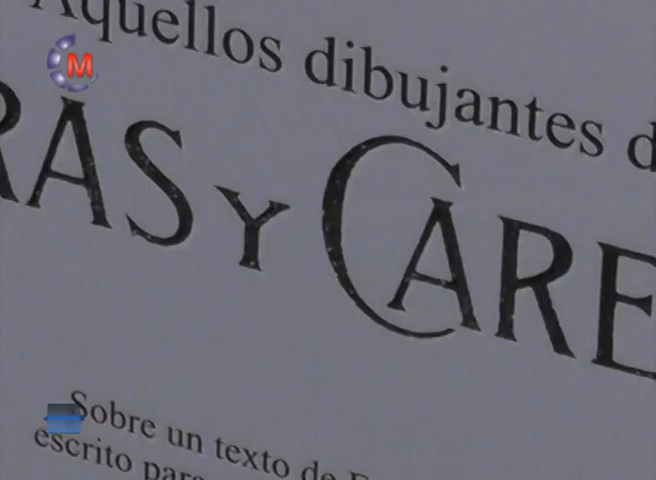 Aquellos dibujantes d
RAS Y CARE
M
Sobre un texto de
escrito para